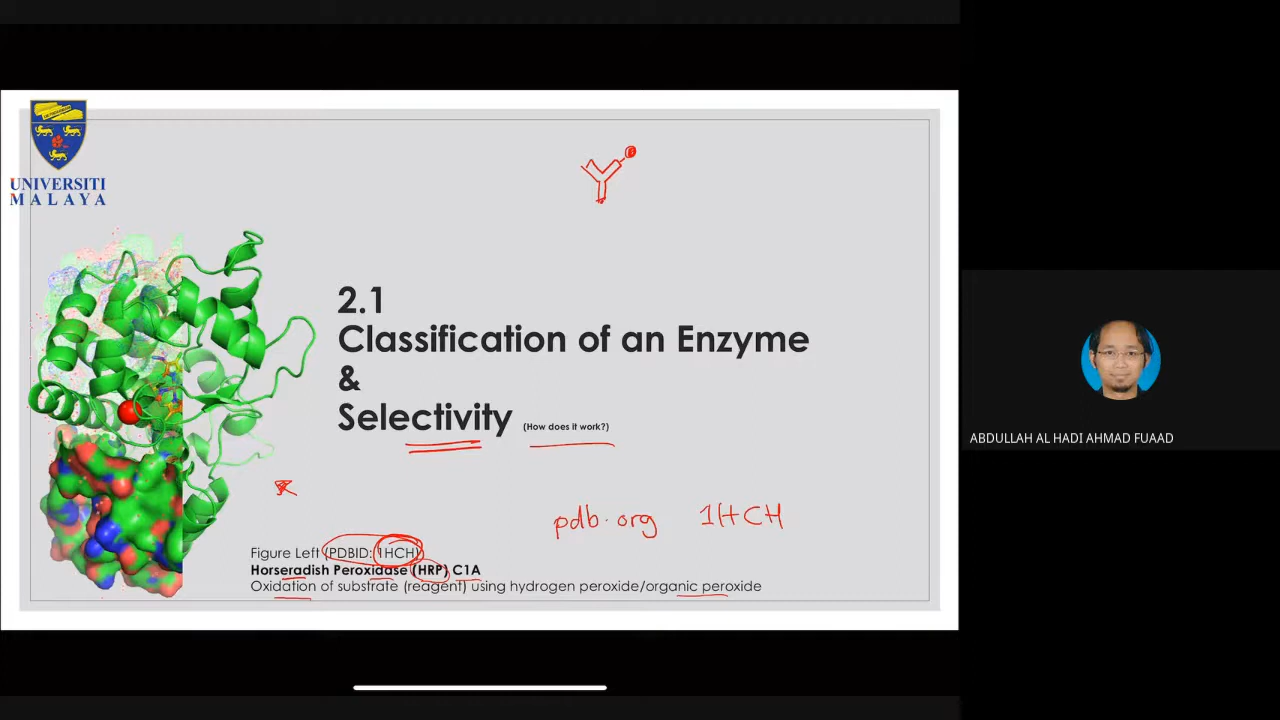 UNIVERSITI
MALAYA
2.1
Classification of an Enzyme
&
Selectivity (How does it work?)
pdb.org 1HCH
Figure Left (PDBID: 1HCH)
Horseradish Peroxidase (HRP) C1A
Oxidation of substrate (reagent) using hydrogen peroxide/organic peroxide
ABDULLAH AL HADI AHMAD FUAAD